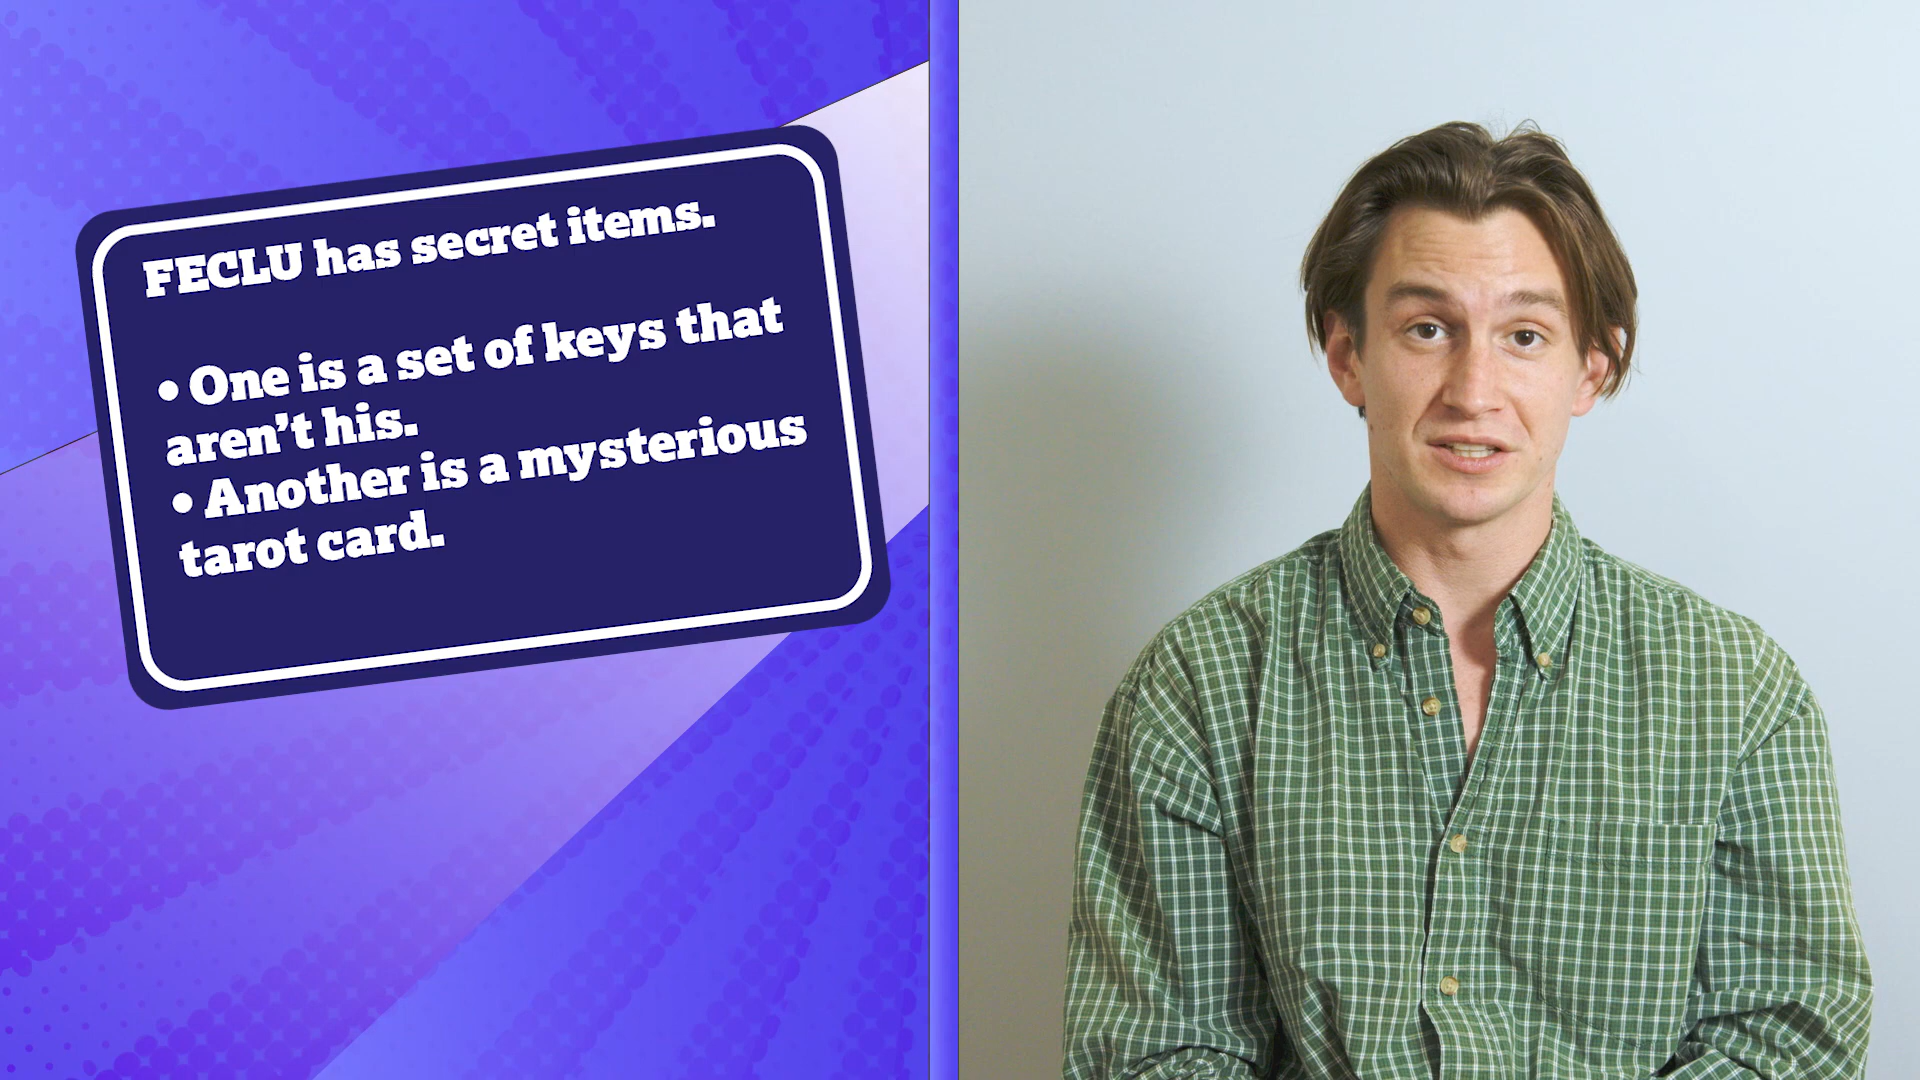 FECLU has secret items.
• One is a set of keys that
aren’t his.
• Another is a mysterious
tarot card.